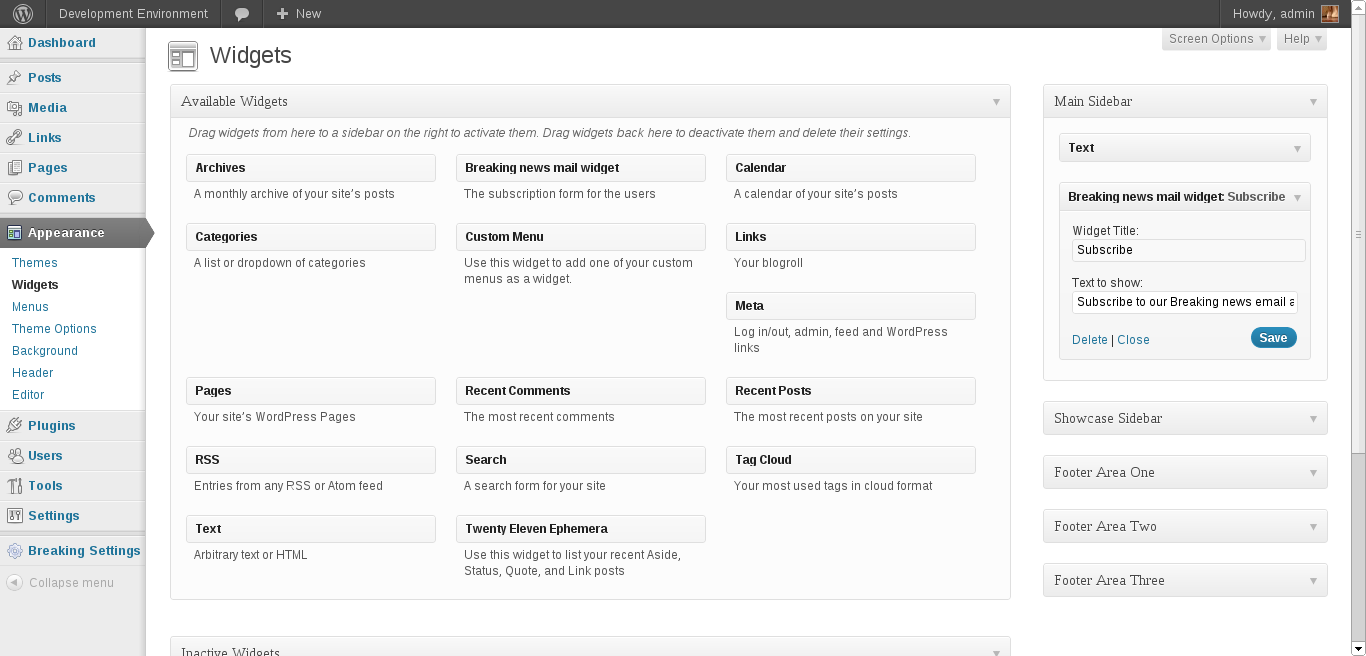 Development Environment
New
Howdy, admin
Screen Options
Help
Dashboard
Posts
Media
Links
Pages
Comments
Appearance
Themes
Widgets
Menus
Theme Options
Background
Header
Editor
Plugins
Users
Tools
Settings
Breaking Settings
Collapse menu
Widgets
Available Widgets
Drag widgets from here to a sidebar on the right to activate them. Drag widgets back here to deactivate them and delete their settings.
Archives
A monthly archive of your site's posts
Breaking news mail widget
The subscription form for the users
Calendar
A calendar of your site's posts
Categories
A list or dropdown of categories
Custom Menu
Use this widget to add one of your custom
menus as a widget.
Links
Your blogroll
Meta
Log in/out, admin, feed and WordPress
links
Pages
Your site's WordPress Pages
Recent Comments
The most recent comments
Recent Posts
The most recent posts on your site
RSS
Entries from any RSS or Atom feed
Search
A search form for your site
Tag Cloud
Your most used tags in cloud format
Text
Arbitrary text or HTML
Twenty Eleven Ephemera
Use this widget to list your recent Aside,
Status, Quote, and Link posts
Inactive Widgets
Main Sidebar
Text
Breaking news mail widget: Subscribe
Widget Title:
Subscribe
Text to show:
Subscribe to our Breaking news email a
Delete | Close
Save
Showcase Sidebar
Footer Area One
Footer Area Two
Footer Area Three